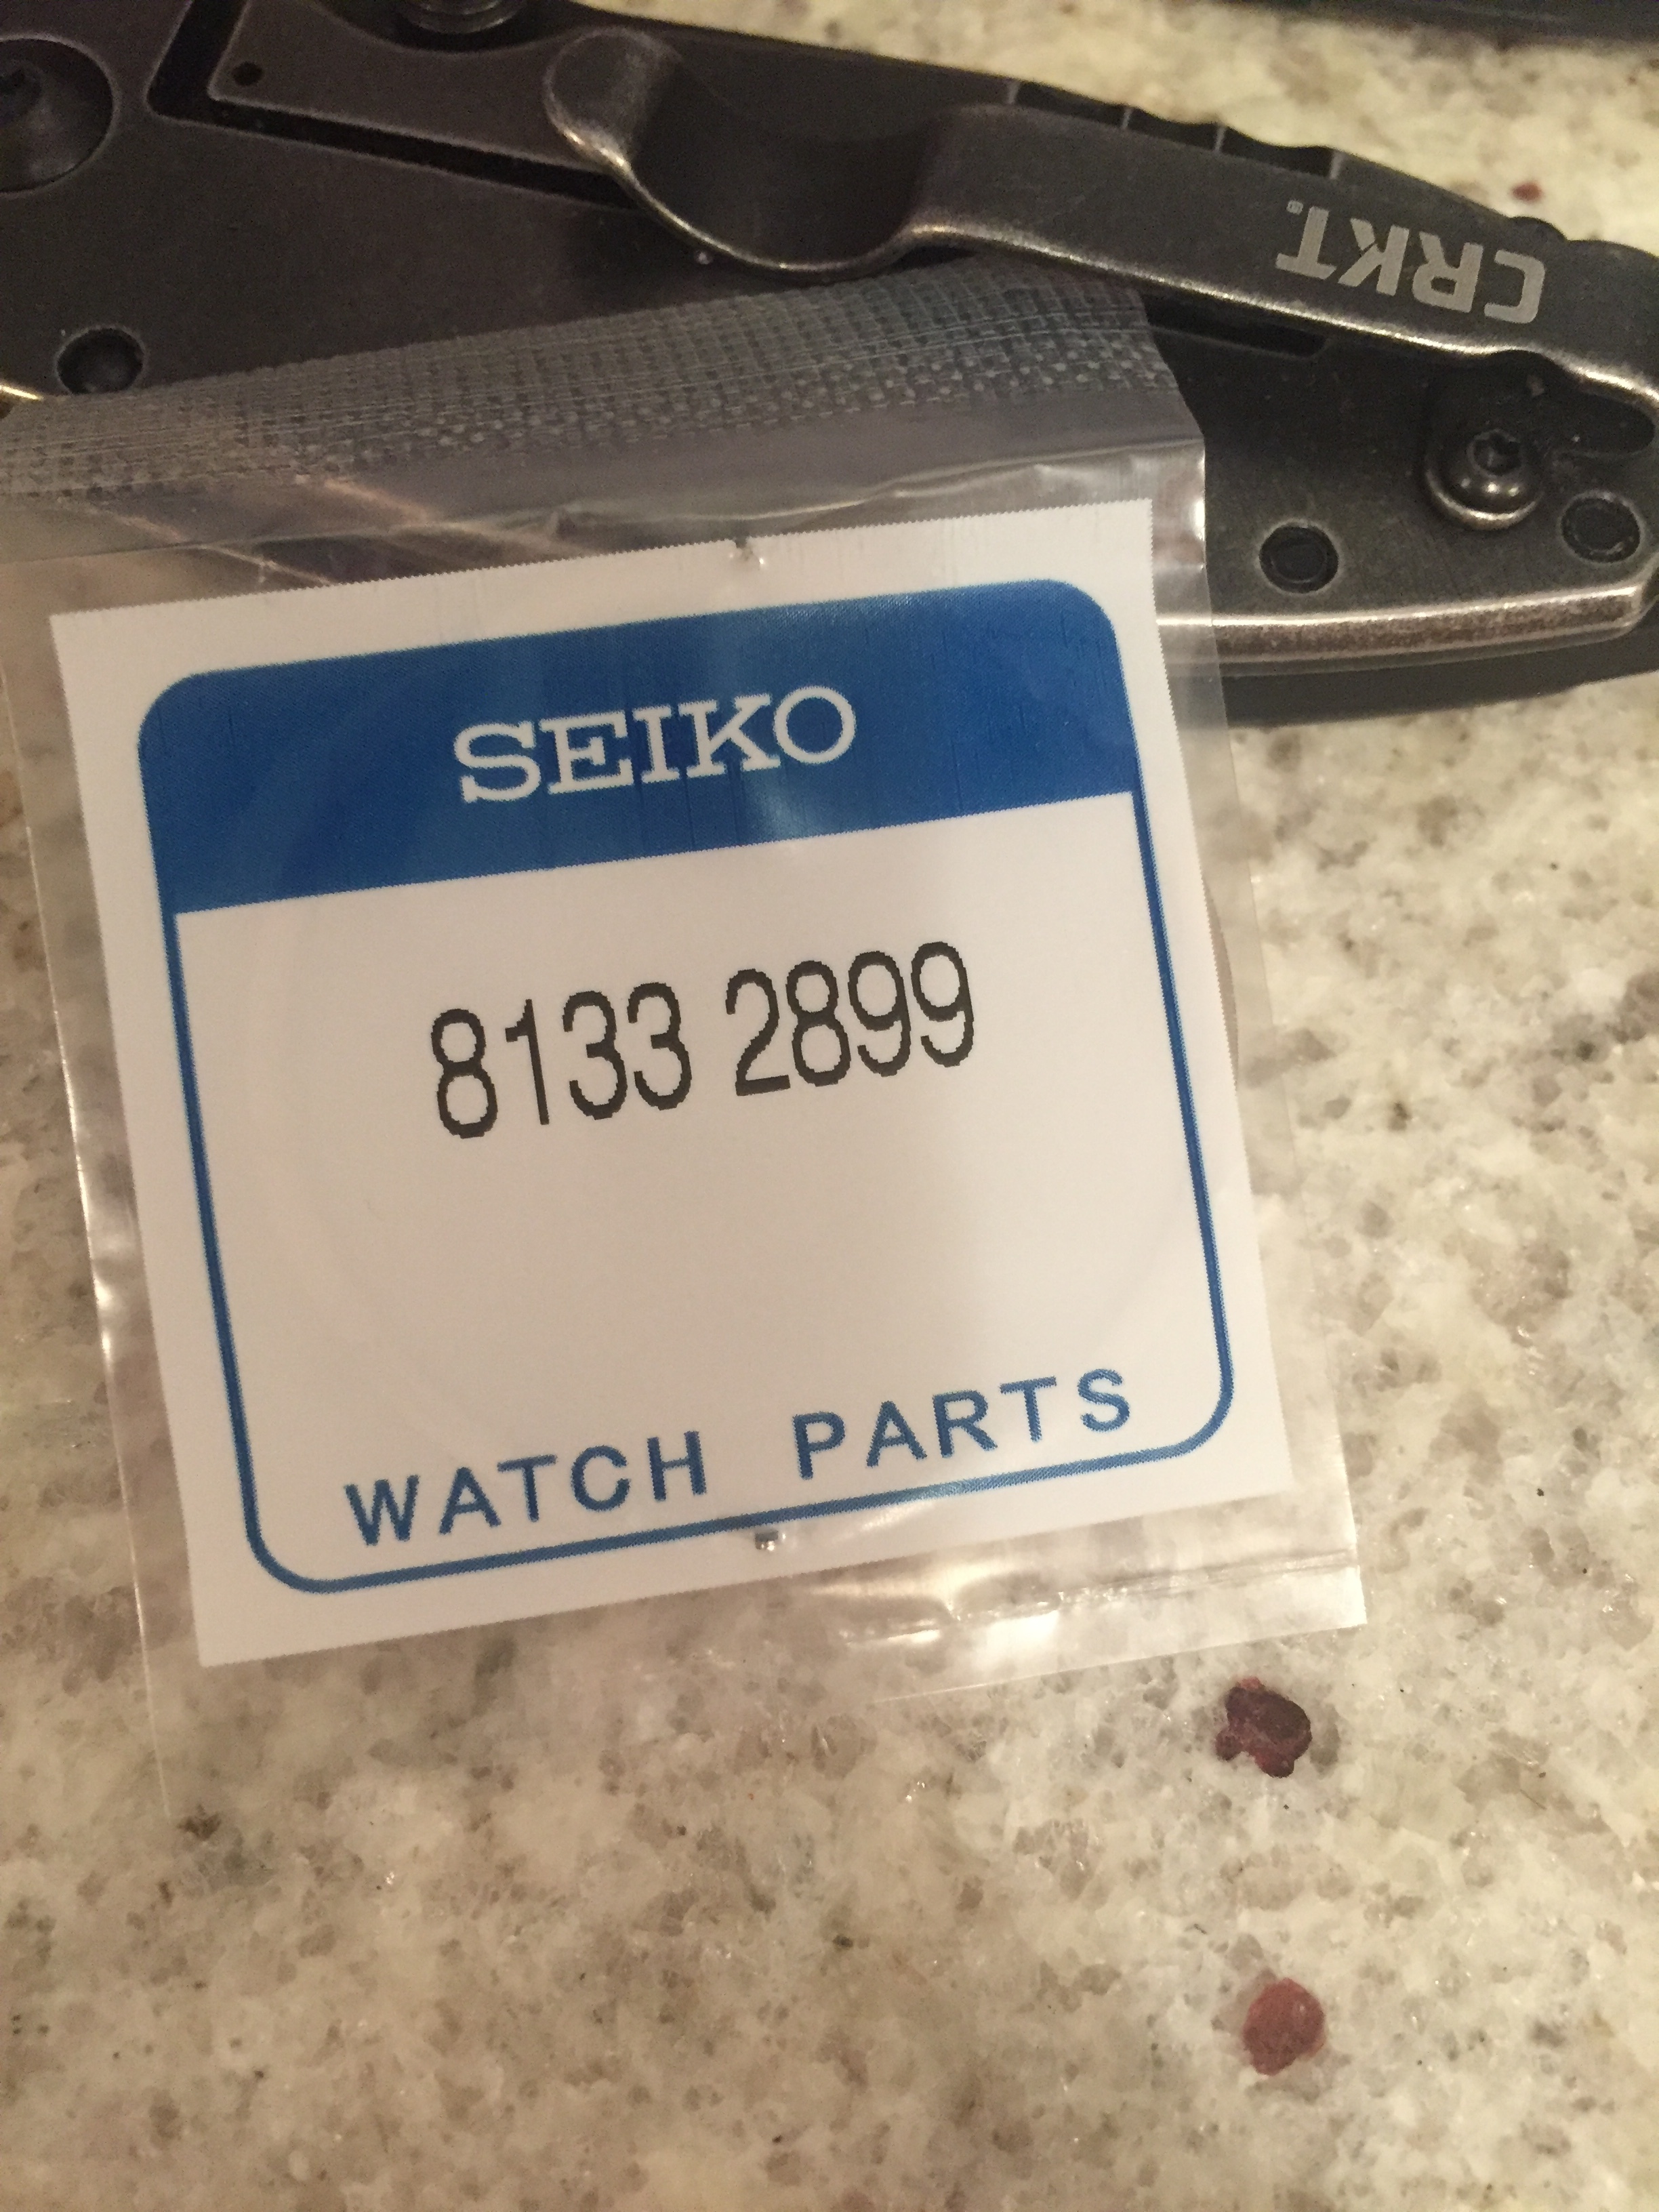 CRKT.
SEIKO
8133 2899
WATCH PARTS